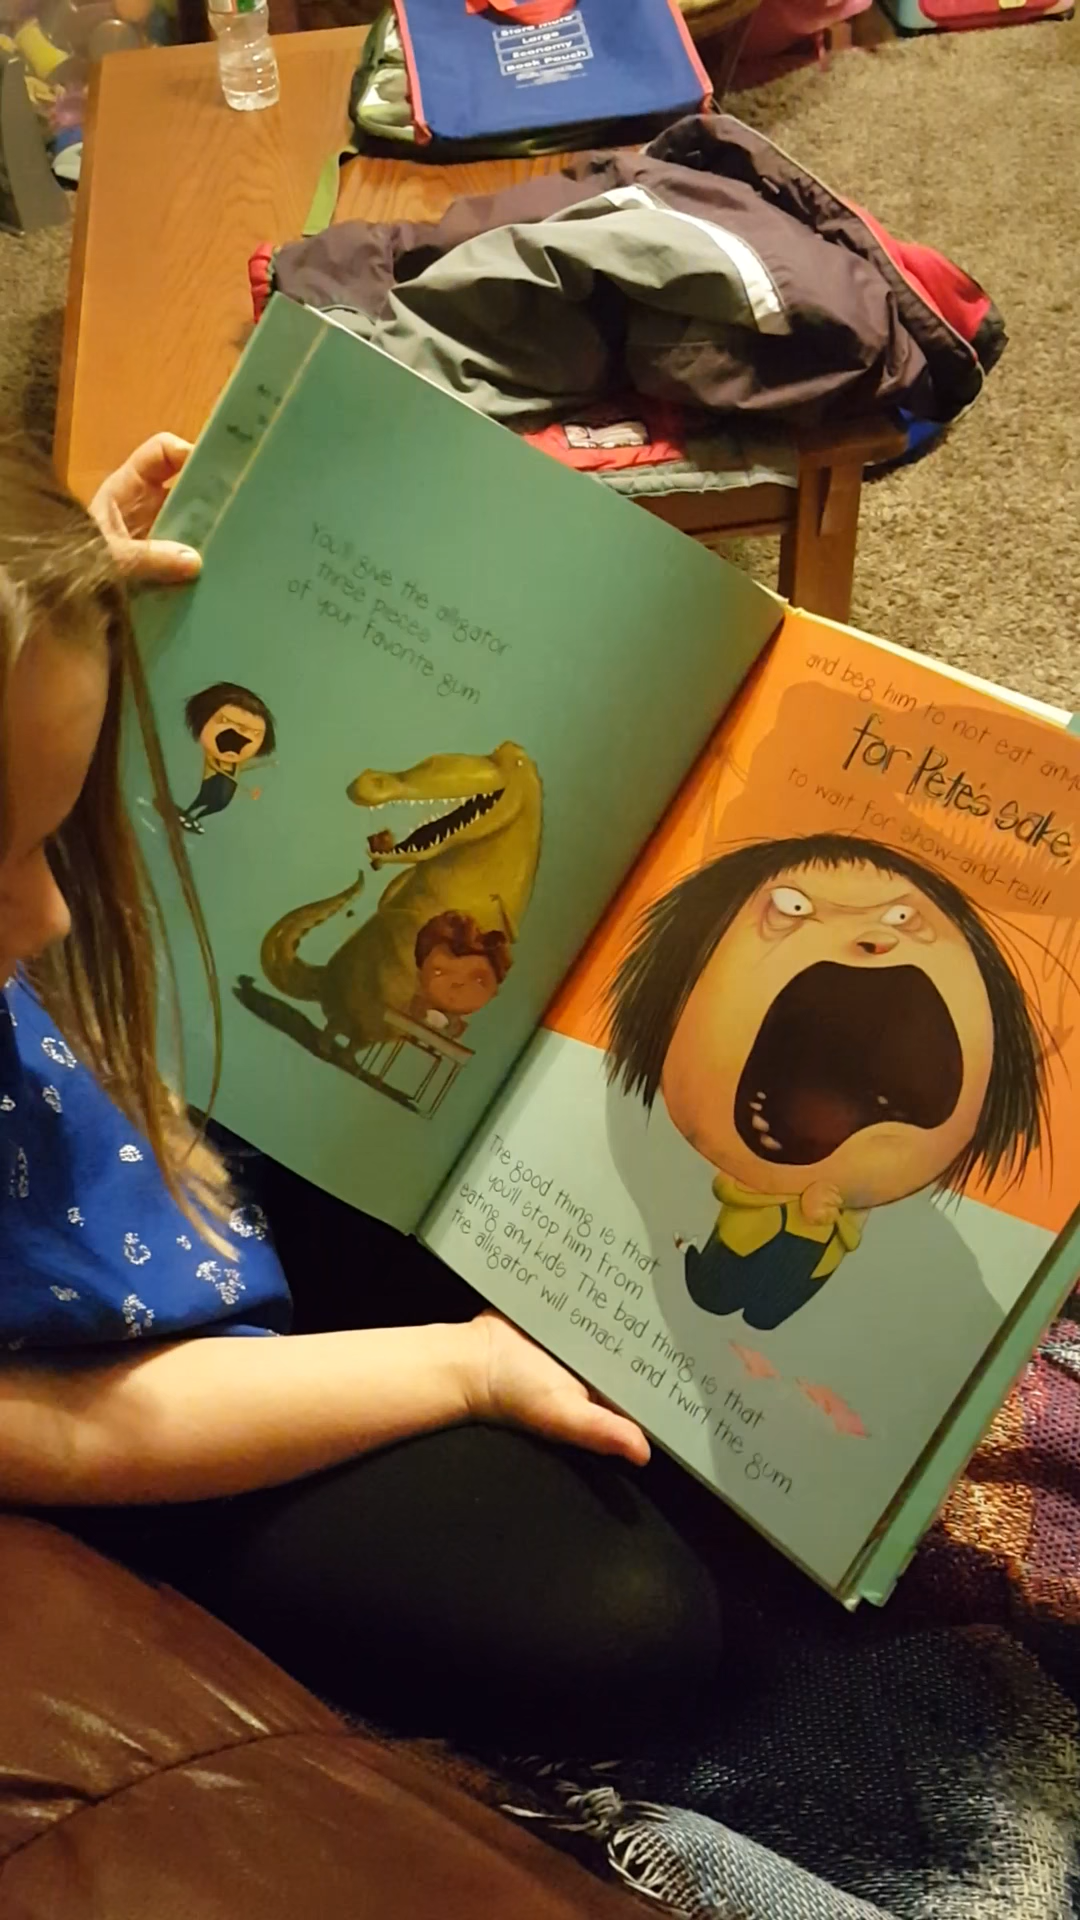 Store More
Large
Economy
Book Pouch
You'll give the alligator
three pieces
of your favorite gum
and beg him to not eat
for Pete's sake,
to wait for show-and-tell!
The good thing is that
you'll stop him from
eating any kids. The bad thing is that
the alligator will smack and twirl the gum